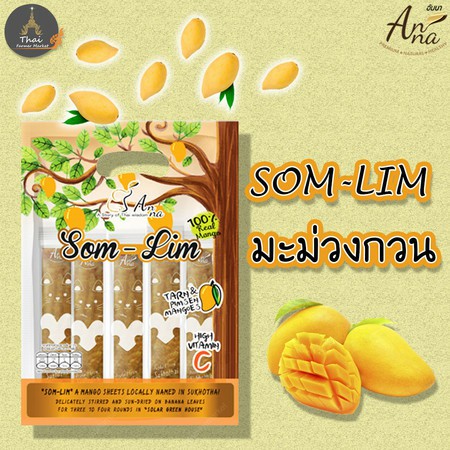 Thai
Farmer Market
อันนา
Anna
PREMIUM • NATURAL • HEALTHY
SOM-LIM
มะม่วงกวน
Anna
A Story of Thai wisdom
100%
Real
Mango
Som - Lim
TARN &
PIMSEN
MANGOES
HIGH
VITAMIN
C
"SOM-LIM" A MANGO SHEETS LOCALLY NAMED IN SUKHOTHAI
DELICATELY STIRRED AND SUN-DRIED ON BANANA LEAVES
FOR THREE TO FOUR ROUNDS IN "SOLAR GREEN HOUSE"